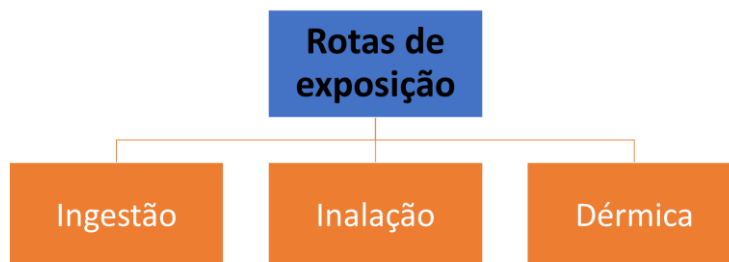 Rotas de
exposição
Ingestão
Inalação
Dérmica